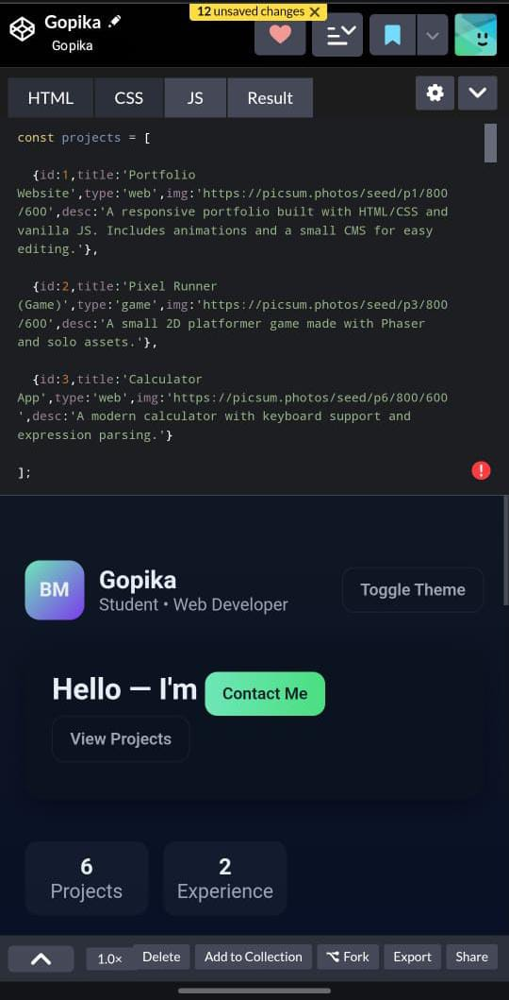 12 unsaved changes
Gopika
Gopika
HTML CSS JS Result
const projects = [
{id:1,title:'Portfolio
Website',type:'web',img:'https://picsum.photos/seed/p1/800
/600',desc:'A responsive portfolio built with HTML/CSS and
vanilla JS. Includes animations and a small CMS for easy
editing.'},
{id:2,title:'Pixel Runner
(Game)',type:'game',img:'https://picsum.photos/seed/p3/800
/600',desc:'A small 2D platformer game made with Phaser
and solo assets.'},
{id:3,title:'Calculator
App',type:'web',img:'https://picsum.photos/seed/p6/800/600
',desc:'A modern calculator with keyboard support and
expression parsing.'}
];
BM
Gopika
Student • Web Developer
Toggle Theme
Hello — I'm Contact Me
View Projects
6 2
Projects Experience
1.0× Delete Add to Collection Fork Export Share